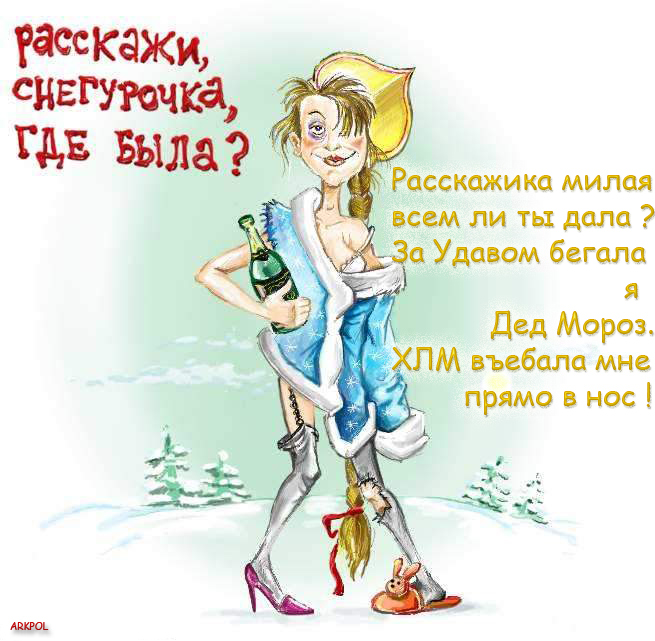 Расскажи,
снегурочка,
где была?
Расскажика милая
всем ли ты дала ?
За Удавом бегала
я
Дед Мороз.
ХЛМ въебала мне
прямо в нос !
ARKPOL